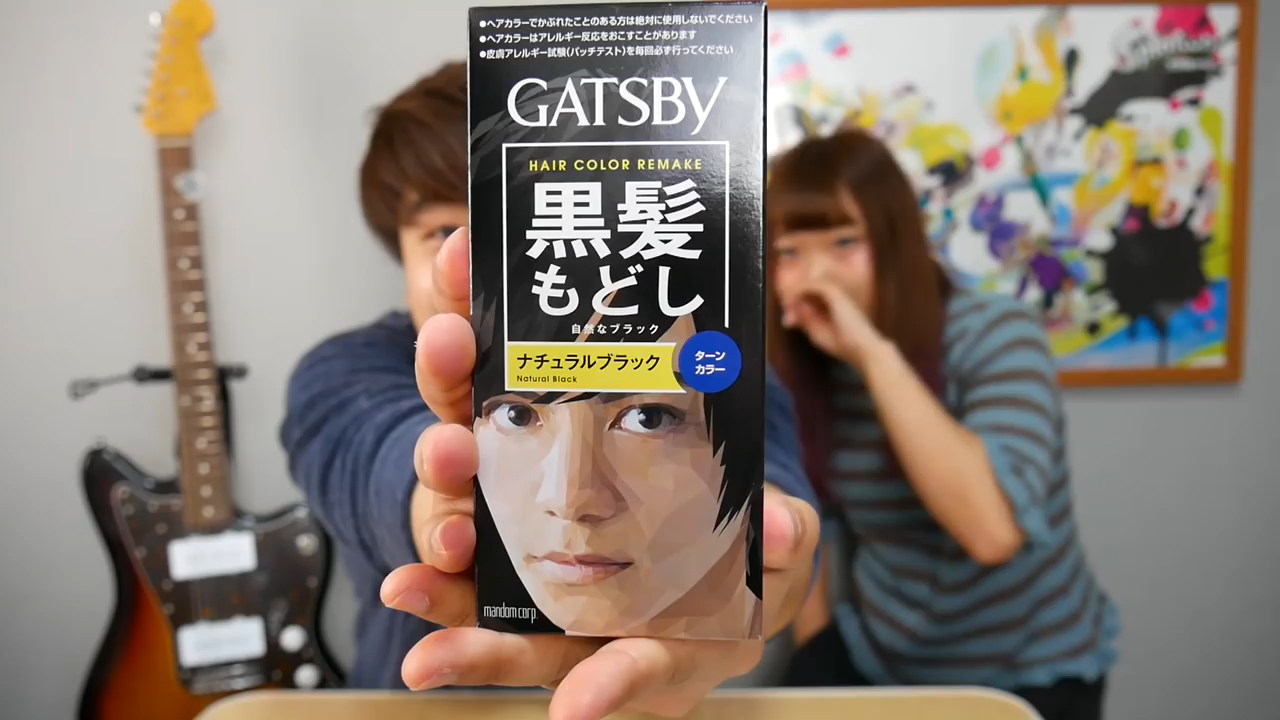 ●ヘアカラーでかぶれたことのある方は絶対に使用しないでください
●ヘアカラーはアレルギー反応をおこすことがあります
●皮膚アレルギー試験(パッチテスト)を毎回必ず行ってください
GATSBY
HAIR COLOR REMAKE
黒髪
もどし
自然なブラック
ナチュラルブラック
Natural Black
ターン
カラー
mandom corp.